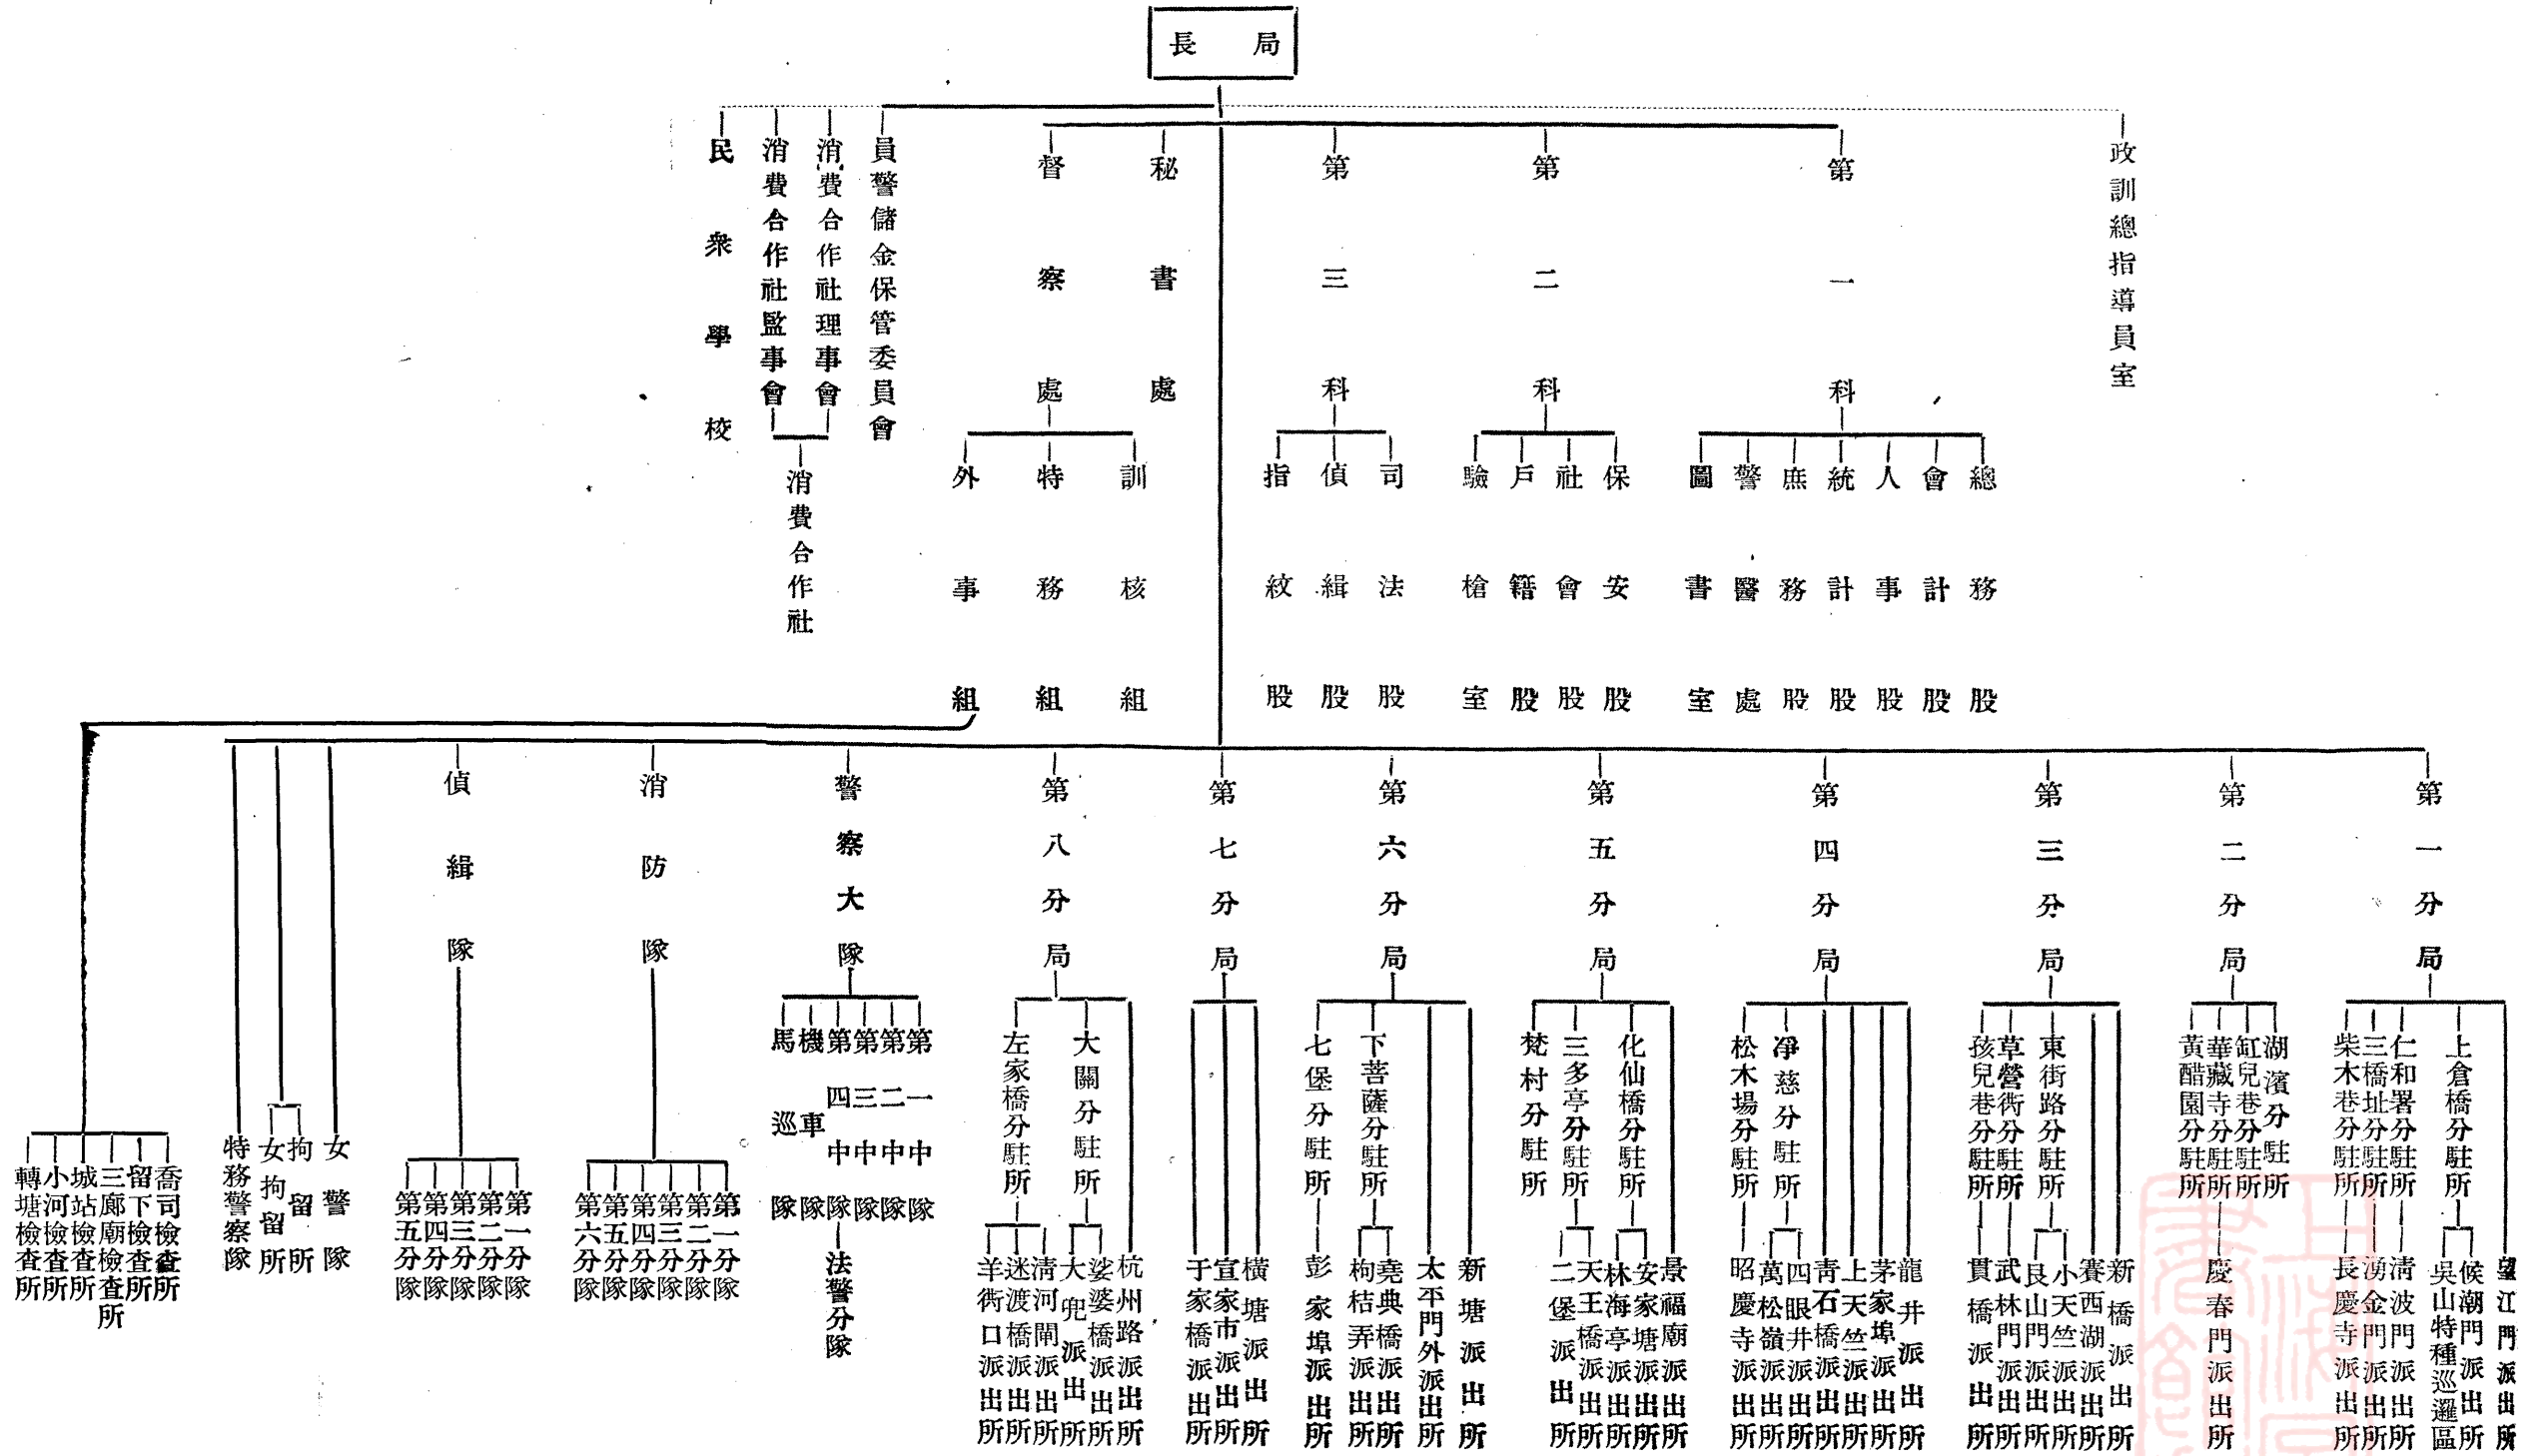 局長
政訓總指導員室
第一科
第二科
第三科
秘書處
督察處
員警儲金保管委員會
消費合作社理事會
消費合作社監事會
民衆學校
消費合作社
總務股
會計股
人事股
統計股
庶務股
警醫處
圖書室
保安股
社會股
戶籍股
驗槍室
司法股
偵緝股
指紋股
訓核組
特務組
外事組
第一分局
第二分局
第三分局
第四分局
第五分局
第六分局
第七分局
第八分局
警察大隊
消防隊
偵緝隊
上倉橋分駐所
仁和署分駐所
三橋址分駐所
柴木巷分駐所
湖濱分駐所
缸兒巷分駐所
華藏寺分駐所
黃醋園分駐所
東街路分駐所
草營衖分駐所
孩兒巷分駐所
淨慈分駐所
松木場分駐所
化仙橋分駐所
三多亭分駐所
梵村分駐所
下菩薩分駐所
七堡分駐所
大關分駐所
左家橋分駐所
第一中隊
第二中隊
第三中隊
第四中隊
機車隊
馬巡隊
女警隊
拘留所
女拘留所
特務警察隊
望江門派出所
候潮門派出所
吳山特種巡邏區
清波門派出所
湧金門派出所
長慶寺派出所
慶春門派出所
新橋派出所
賽西湖派出所
小天竺派出所
艮山門派出所
武林門派出所
貫橋派出所
龍井派出所
茅家埠派出所
上天竺派出所
青石橋派出所
四眼井派出所
萬松嶺派出所
昭慶寺派出所
景福廟派出所
安家塘派出所
林海亭派出所
天王橋派出所
二堡派出所
新塘派出所
太平門外派出所
堯典橋派出所
枸桔弄派出所
彭家埠派出所
橫塘派出所
宣家市派出所
于家橋派出所
杭州路派出所
娑婆橋派出所
大兜派出所
清河閘派出所
迷渡橋派出所
羊衖口派出所
法警分隊
第一分隊
第二分隊
第三分隊
第四分隊
第五分隊
第六分隊
第一分隊
第二分隊
第三分隊
第四分隊
第五分隊
喬司檢查所
留下檢查所
三廊廟檢查所
城站檢查所
小河檢查所
轉塘檢查所